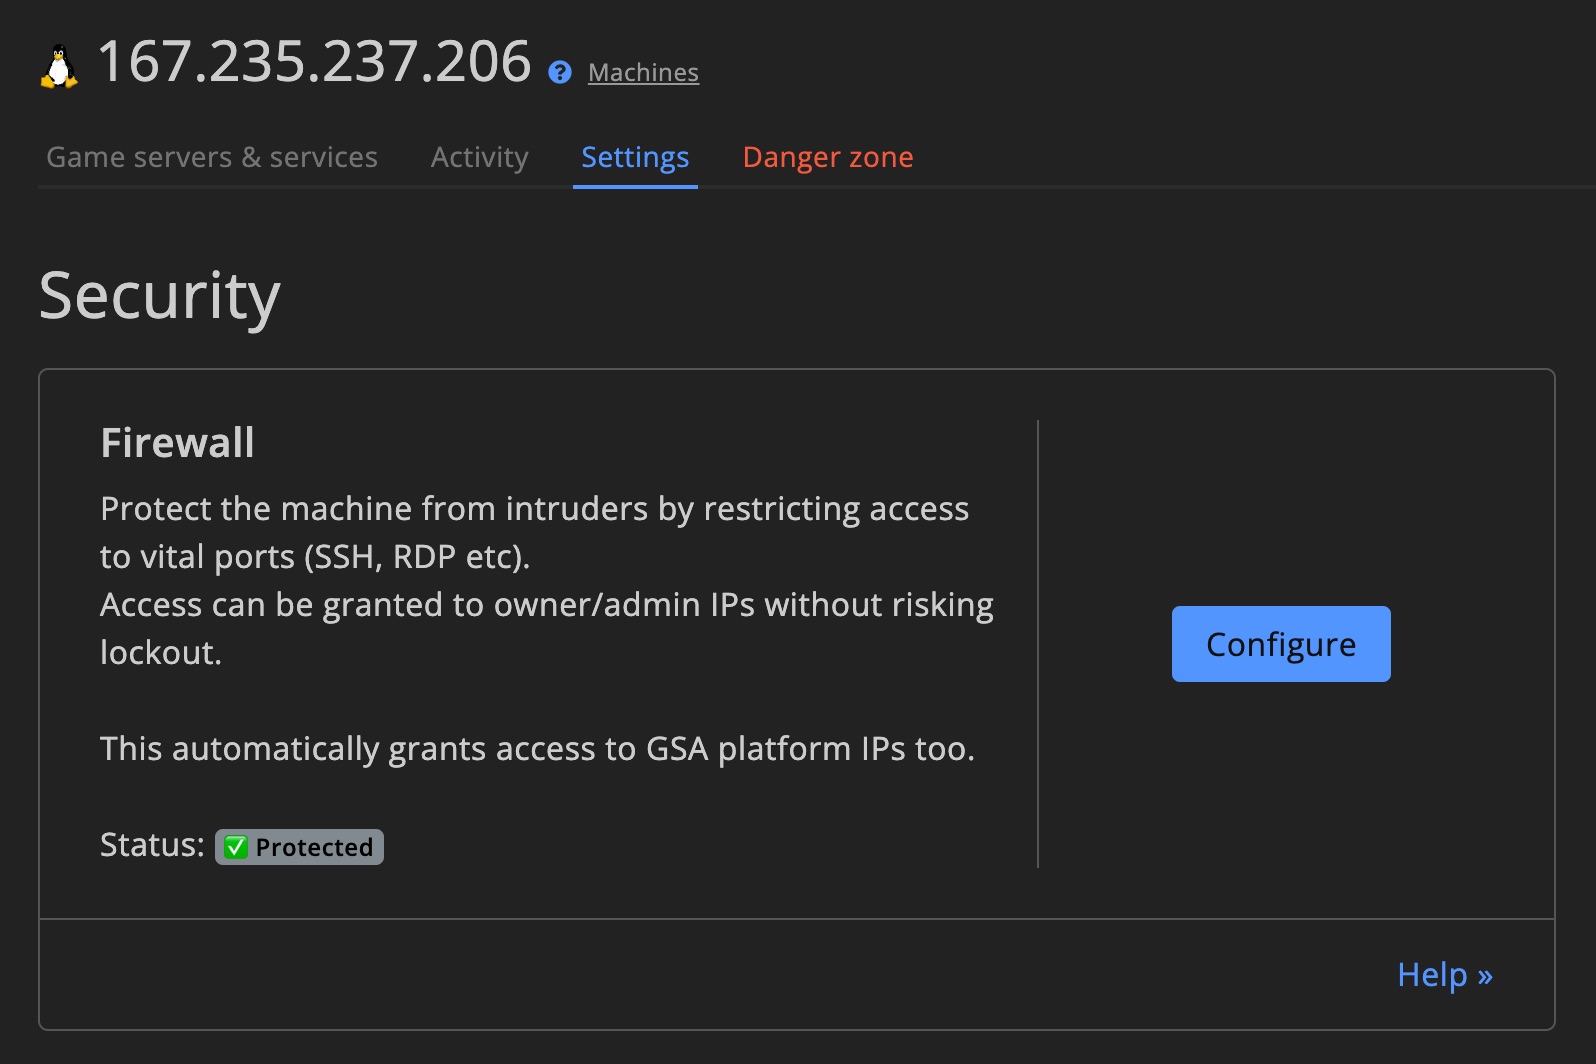 167.235.237.206 ? Machines
Game servers & services Activity Settings Danger zone
Security
Firewall
Protect the machine from intruders by restricting access
to vital ports (SSH, RDP etc).
Access can be granted to owner/admin IPs without risking
lockout.
Configure
This automatically grants access to GSA platform IPs too.
Status: ✅ Protected
Help »